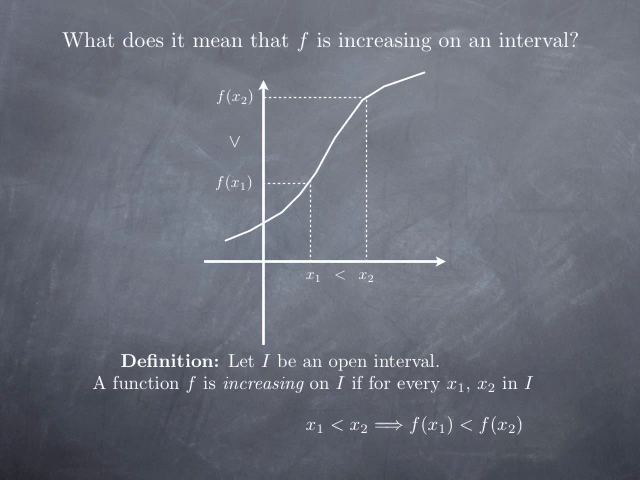 What does it mean that f is increasing on an interval?
f(x₂)
∨
f(x₁)
x₁ < x₂
Definition: Let I be an open interval.
A function f is increasing on I if for every x₁, x₂ in I
x₁ < x₂ ⟹ f(x₁) < f(x₂)